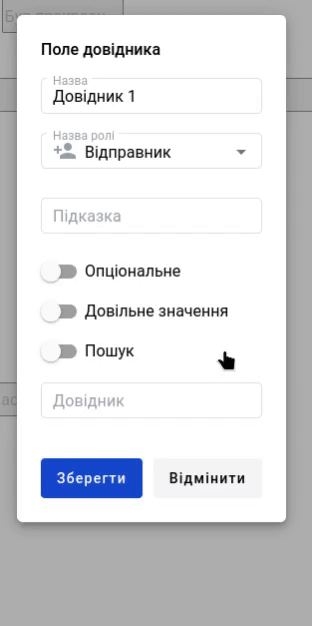 Поле довідника
Назва
Довідник 1
Назва ролі
Відправник
Підказка
Опціональне
Довільне значення
Пошук
Довідник
Зберегти
Відмінити